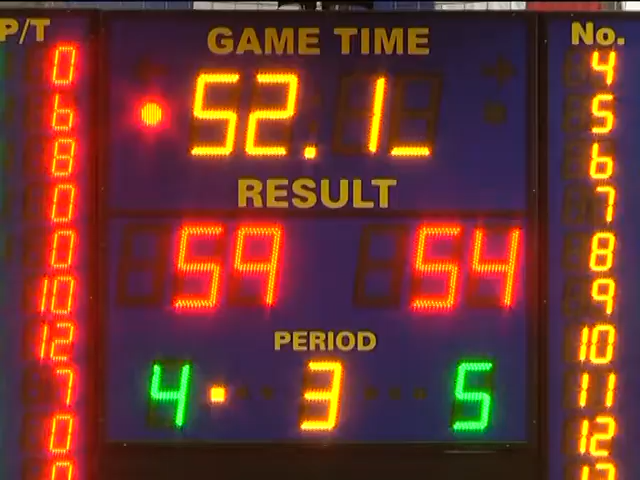 P/T GAME TIME No.
0 52.1_ 4
6 5
8 6
0 RESULT 7
0 59 54 8
10 9
12 PERIOD 10
7 4 3 5 11
0 12